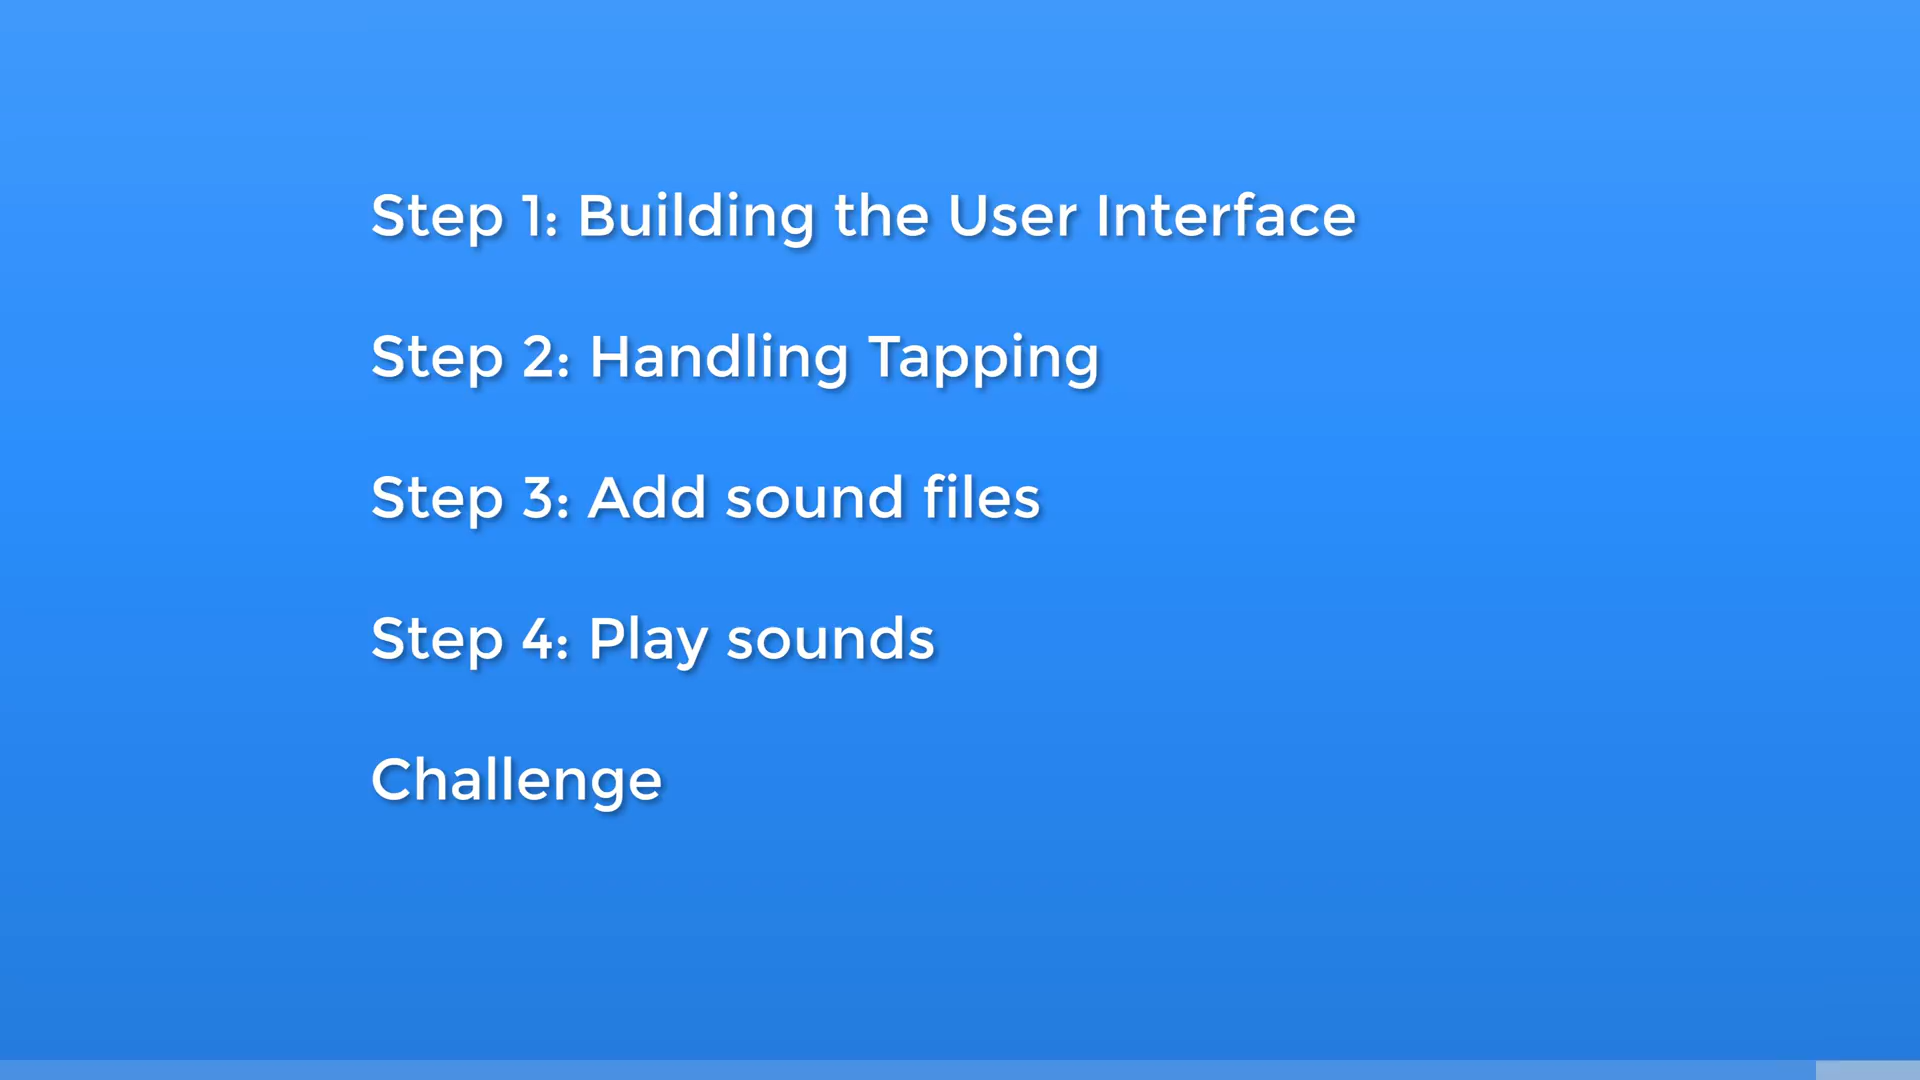 Step 1: Building the User Interface
Step 2: Handling Tapping
Step 3: Add sound files
Step 4: Play sounds
Challenge